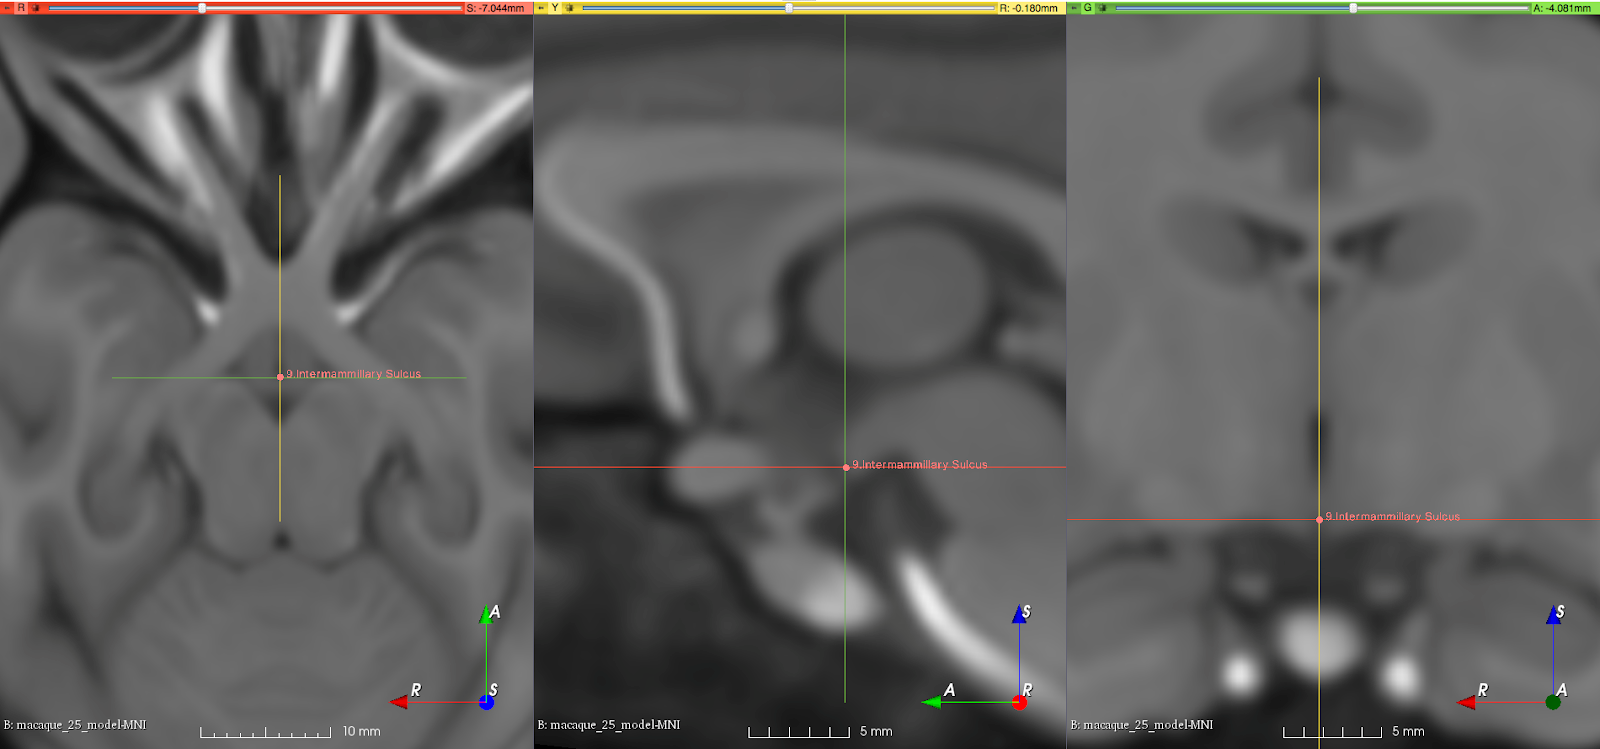 R S: -7.044mm
Y R: -0.180mm
G A: -4.081mm
9.Intermammillary Sulcus
9.Intermammillary Sulcus
9.Intermammillary Sulcus
A
R
S
S
A
R
S
R
A
B: macaque_25_model-MNI
10 mm
B: macaque_25_model-MNI
5 mm
B: macaque_25_model-MNI
5 mm